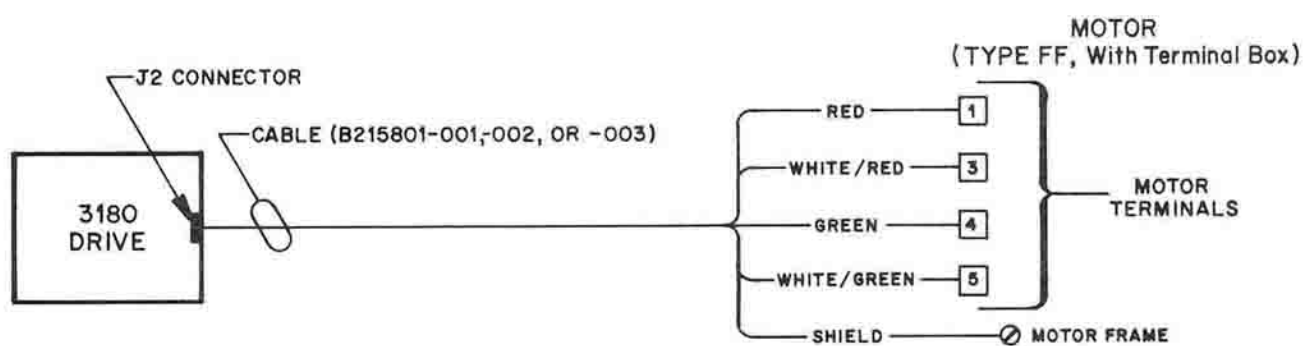 MOTOR
(TYPE FF, With Terminal Box)
J2 CONNECTOR
CABLE (B215801-001,-002, OR -003)
3180
DRIVE
RED 1
WHITE/RED 3
GREEN 4
WHITE/GREEN 5
SHIELD MOTOR FRAME
MOTOR
TERMINALS